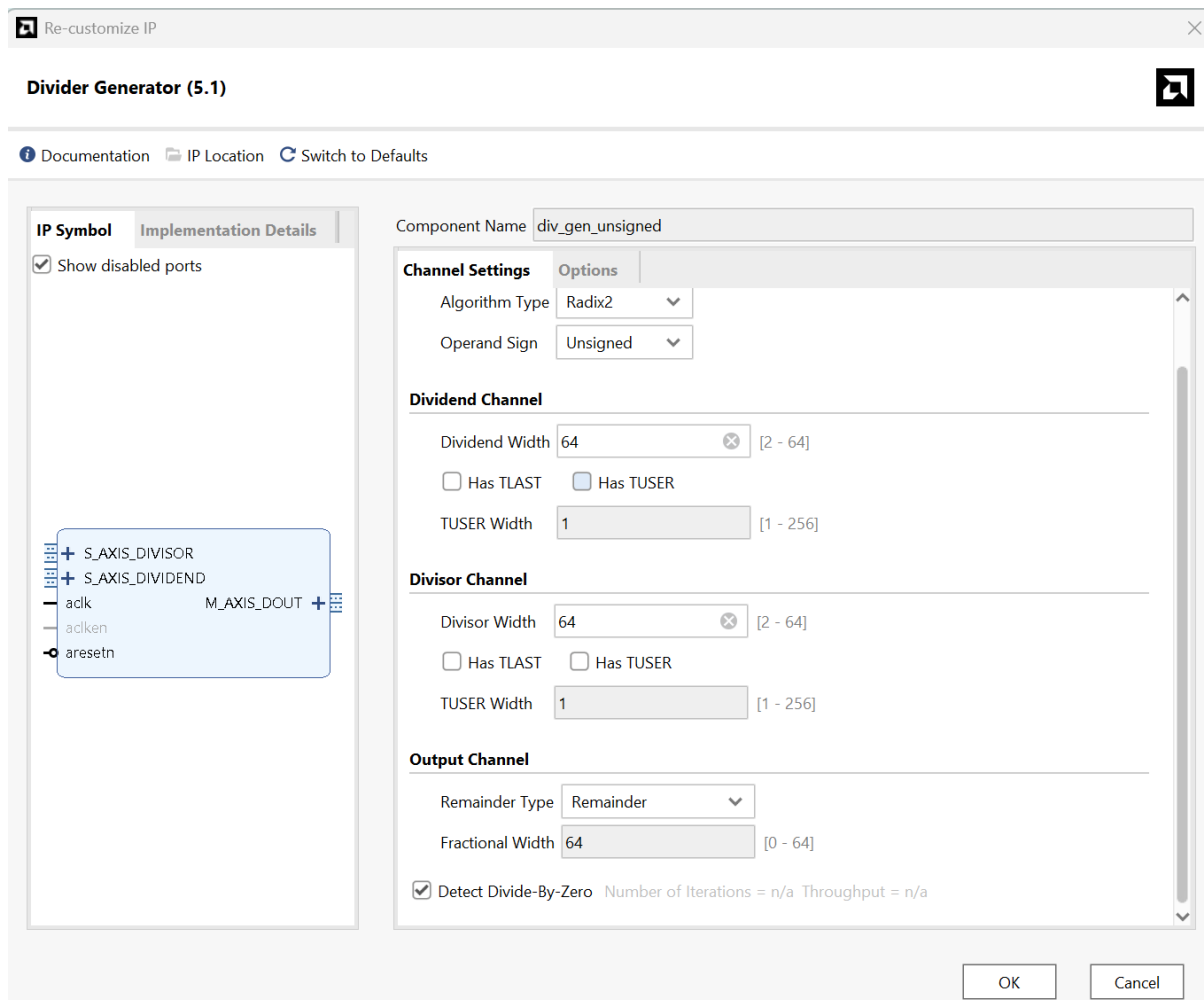 Re-customize IP
Divider Generator (5.1)
Documentation IP Location Switch to Defaults
IP Symbol Implementation Details
Show disabled ports
S_AXIS_DIVISOR
S_AXIS_DIVIDEND
aclk M_AXIS_DOUT
aclken
aresetn
Component Name div_gen_unsigned
Channel Settings Options
Algorithm Type Radix2
Operand Sign Unsigned
Dividend Channel
Dividend Width 64 [2 - 64]
Has TLAST Has TUSER
TUSER Width 1 [1 - 256]
Divisor Channel
Divisor Width 64 [2 - 64]
Has TLAST Has TUSER
TUSER Width 1 [1 - 256]
Output Channel
Remainder Type Remainder
Fractional Width 64 [0 - 64]
Detect Divide-By-Zero Number of Iterations = n/a Throughput = n/a
OK Cancel